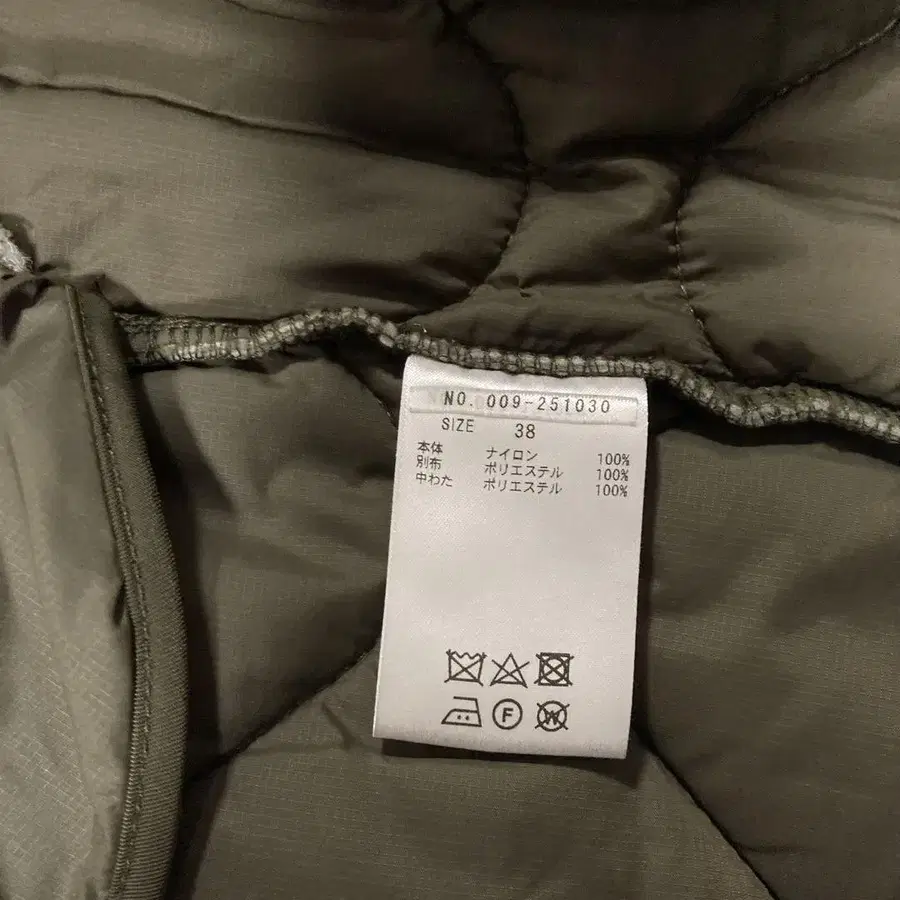 NO. 009-251030
SIZE 38
本体 ナイロン 100%
別布 ポリエステル 100%
中わた ポリエステル 100%
F W